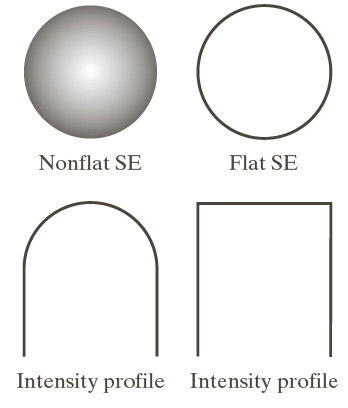 Nonflat SE
Flat SE
Intensity profile
Intensity profile